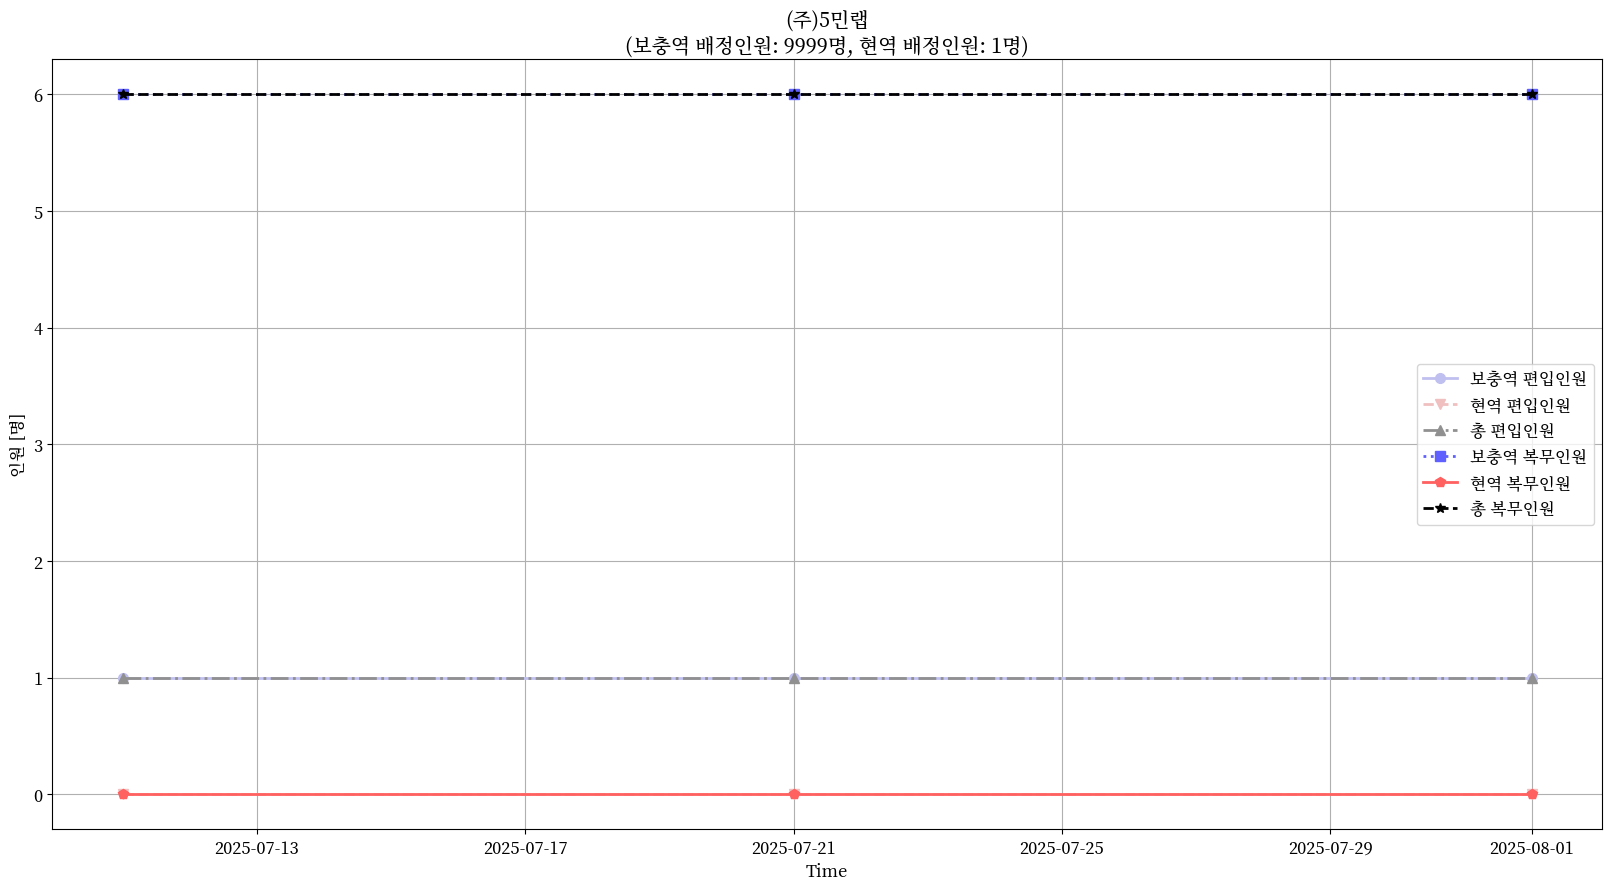 (주)5민랩
(보충역 배정인원: 9999명, 현역 배정인원: 1명)
인원 [명]
6
5
4
3
2
1
0
보충역 편입인원
현역 편입인원
총 편입인원
보충역 복무인원
현역 복무인원
총 복무인원
2025-07-13
2025-07-17
2025-07-21
2025-07-25
2025-07-29
2025-08-01
Time